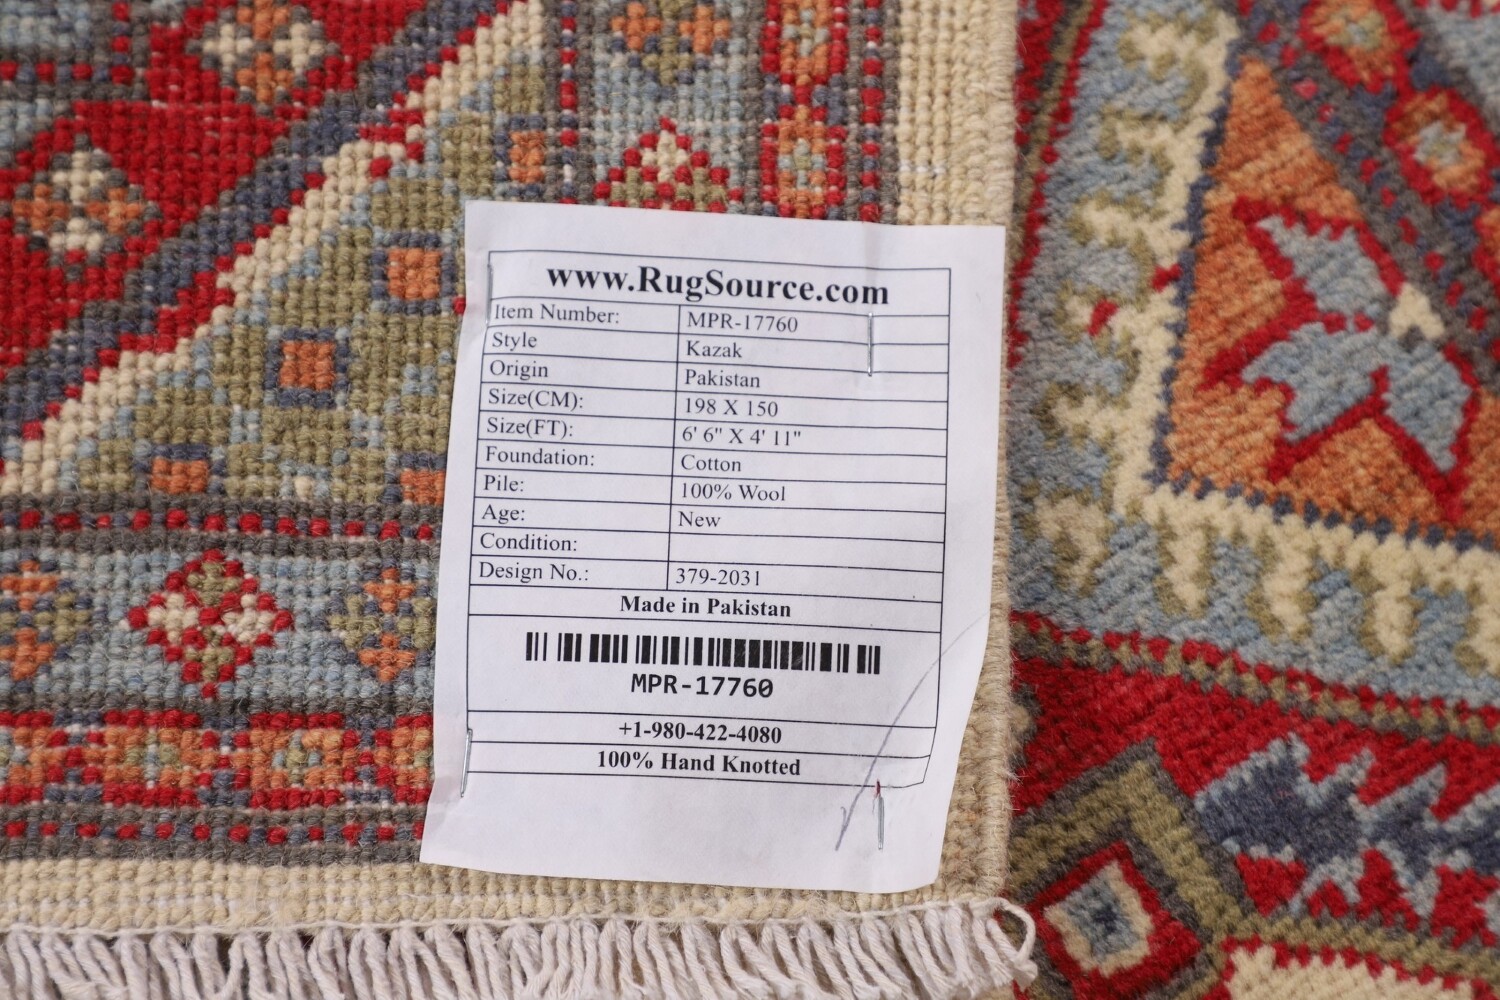 www.RugSource.com
Item Number: MPR-17760
Style Kazak
Origin Pakistan
Size(CM): 198 X 150
Size(FT): 6' 6" X 4' 11"
Foundation: Cotton
Pile: 100% Wool
Age: New
Condition:
Design No.: 379-2031
Made in Pakistan
MPR-17760
+1-980-422-4080
100% Hand Knotted